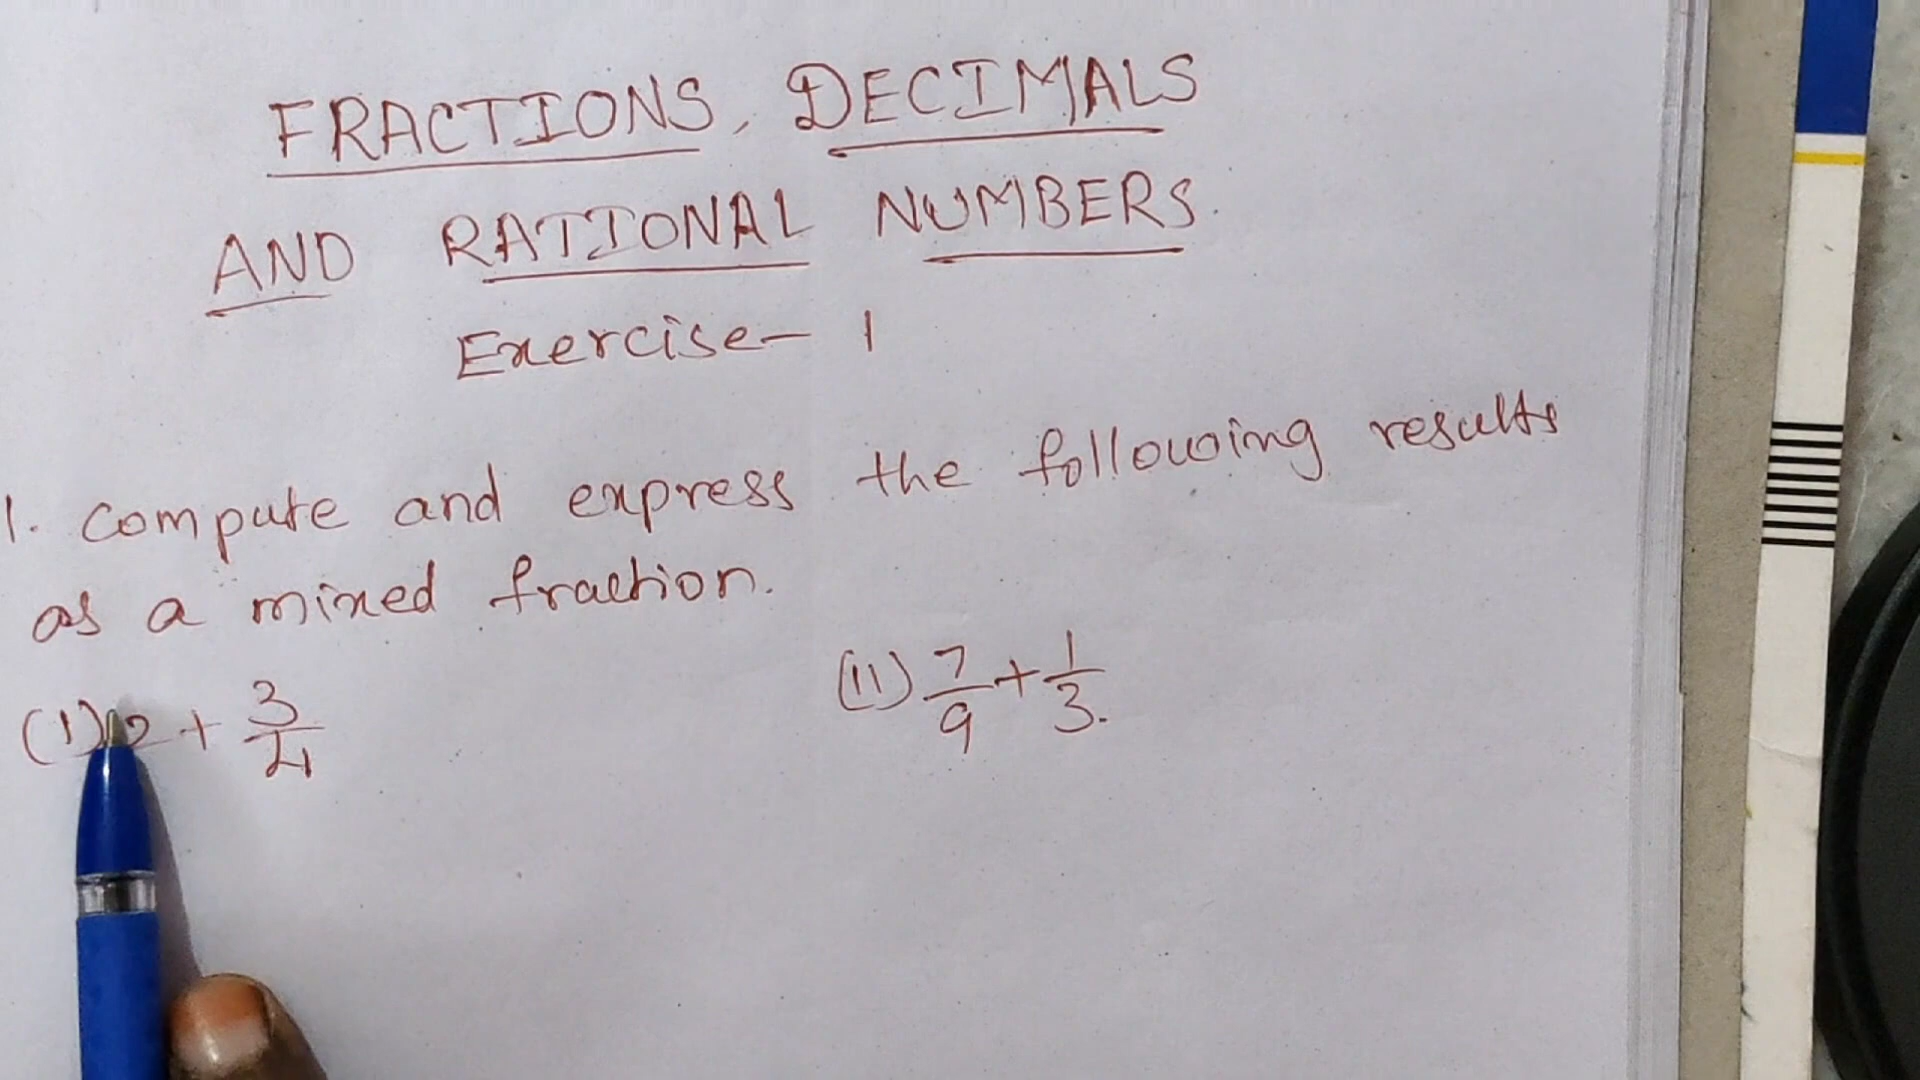 FRACTIONS, DECIMALS
AND RATIONAL NUMBERS.
Exercise - 1
1. Compute and express the following results
as a mixed fraction.
(i) 2 + 3/4 (ii) 7/9 + 1/3.